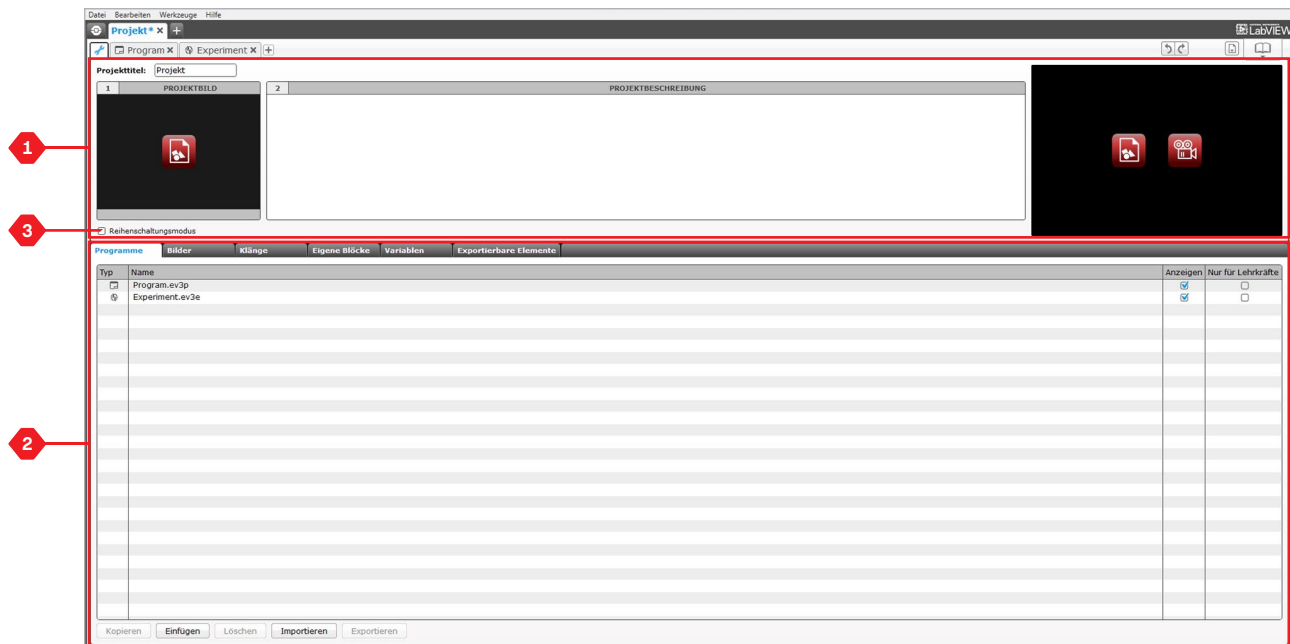 Datei Bearbeiten Werkzeuge Hilfe
Projekt* × +
LabVIEW
Program × Experiment × +
Projekttitel: Projekt
1 PROJEKTBILD 2 PROJEKTBESCHREIBUNG
1
3 Reihenschaltungsmodus
Programme Bilder Klänge Eigene Blöcke Variablen Exportierbare Elemente
Typ Name Anzeigen Nur für Lehrkräfte
Program.ev3p
Experiment.ev3e
2
Kopieren Einfügen Löschen Importieren Exportieren